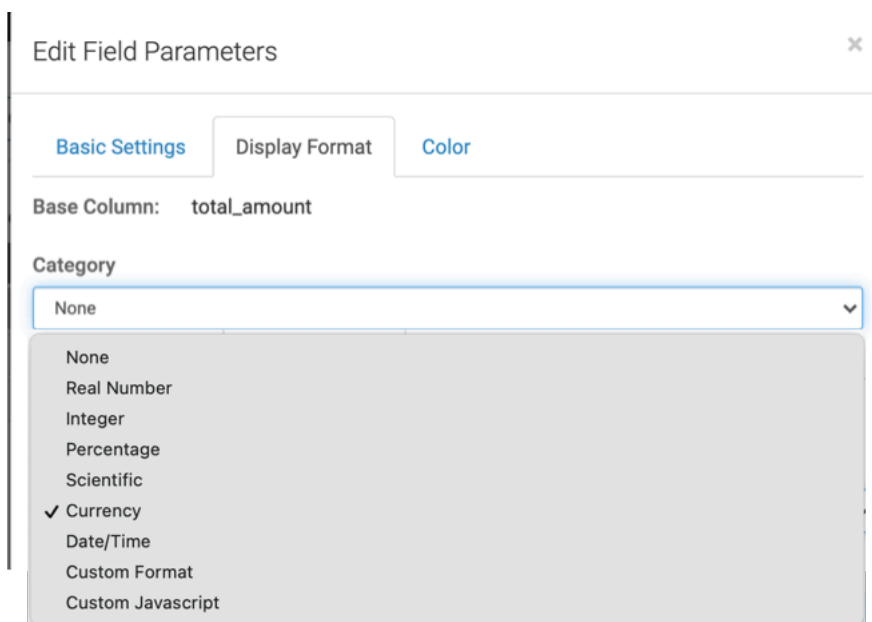 Edit Field Parameters ×
Basic Settings Display Format Color
Base Column: total_amount
Category
None
None
Real Number
Integer
Percentage
Scientific
✓ Currency
Date/Time
Custom Format
Custom Javascript